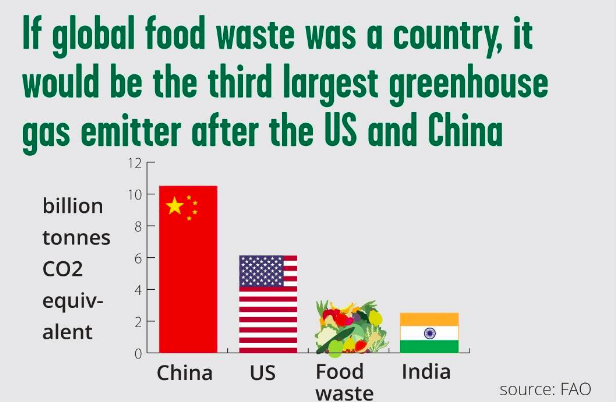 If global food waste was a country, it
would be the third largest greenhouse
gas emitter after the US and China
billion
tonnes
CO2
equiv-
alent
12
10
8
6
4
2
0
China
US
Food
waste
India
source: FAO